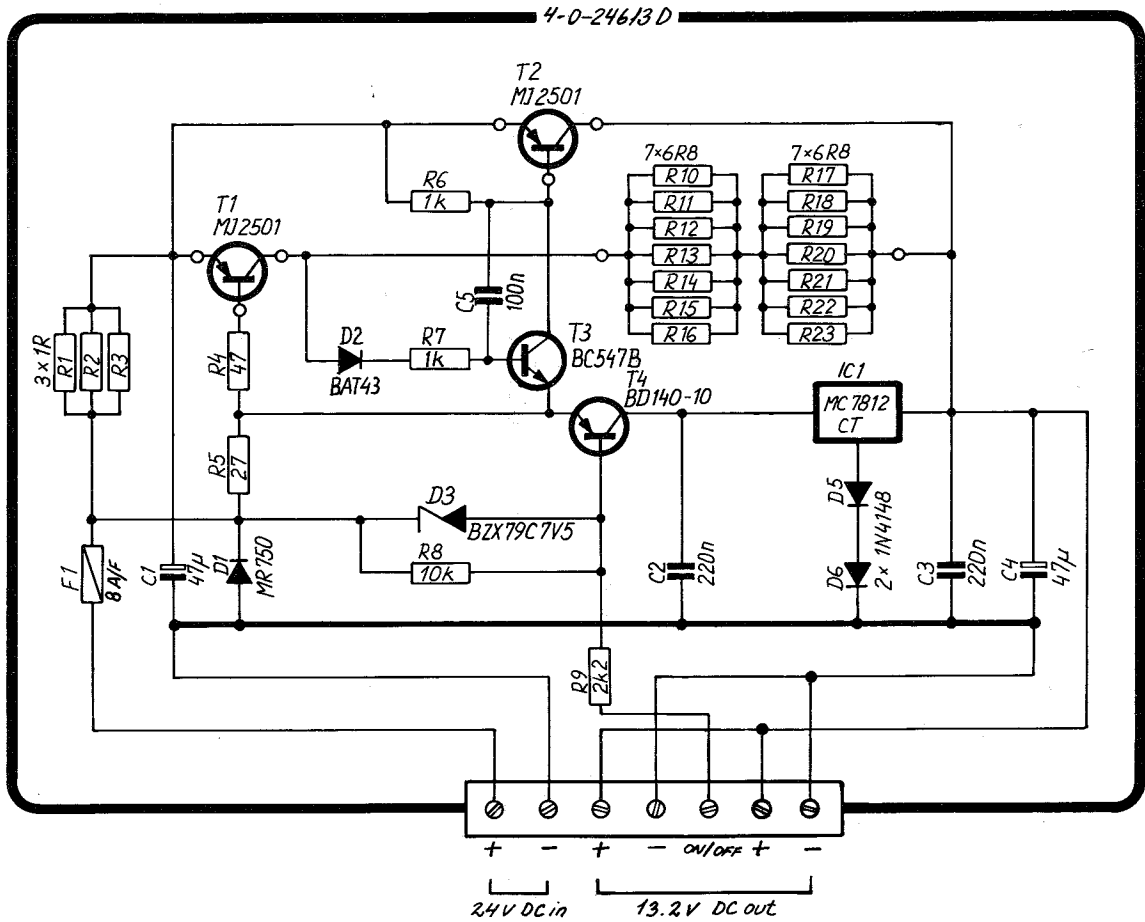 4-0-24613 D
T2
MJ2501
7×6R8
7×6R8
R10
R17
R6
1k
R11
R18
T1
MJ2501
R12
R19
R13
R20
C5
100n
R14
R21
R15
R22
R16
R23
3×1R
R1
R2
R3
R4
47
D2
BAT43
R7
1k
T3
BC547B
T4
BD140-10
IC1
MC7812
CT
R5
27
D3
BZX79C7V5
D5
2× 1N4148
F1
8A/F
C1
47µ
D1
MR750
R8
10k
C2
220n
D6
C3
220n
C4
47µ
R9
2k2
+ − + − ON/OFF + −
24V DC in
13.2V DC out